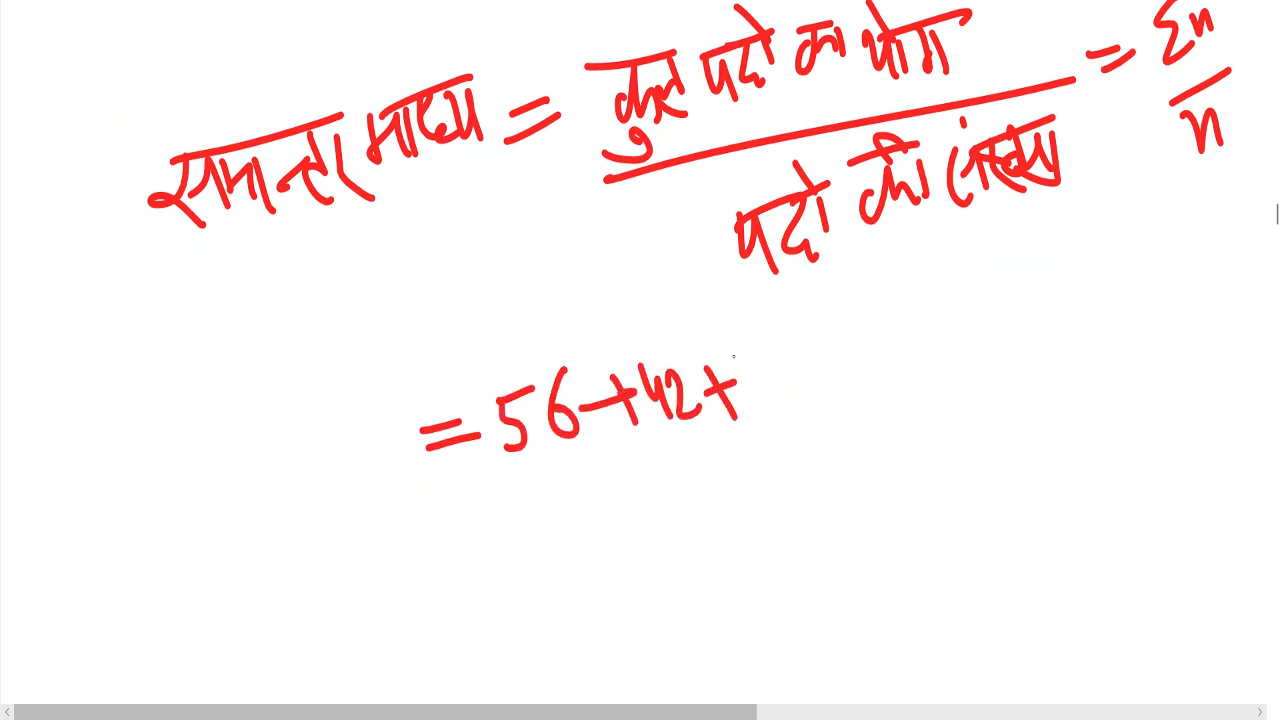 समान्तर माध्य = कुल पदों का योग / पदों की संख्या = Σn / n
= 56 + 42 +